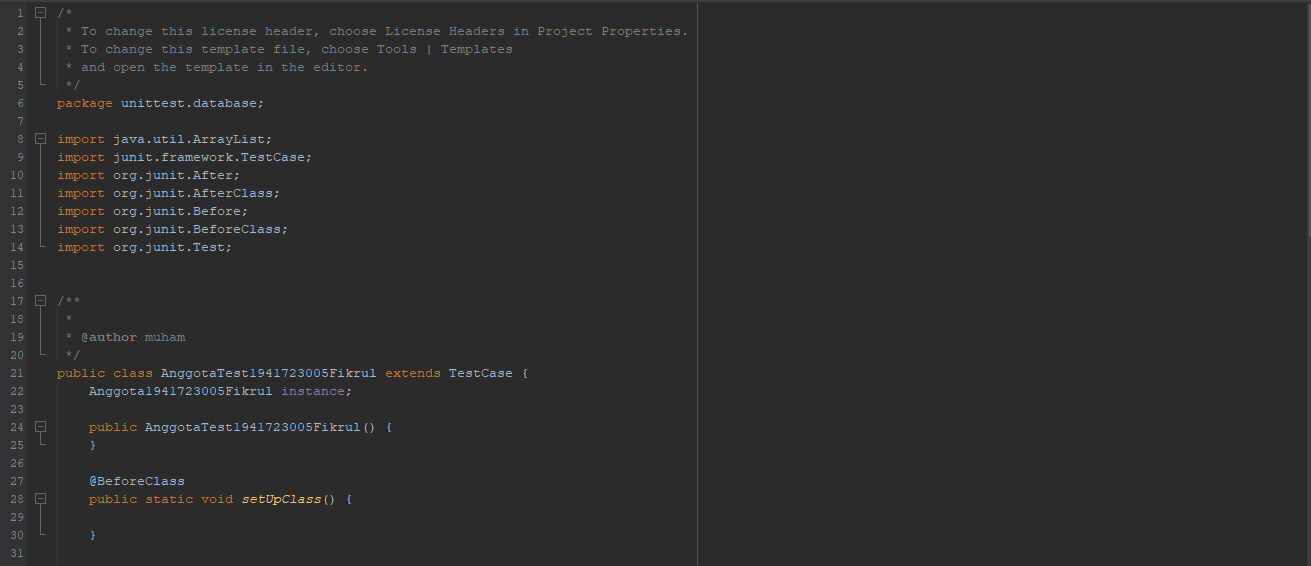 1 /*
2 * To change this license header, choose License Headers in Project Properties.
3 * To change this template file, choose Tools | Templates
4 * and open the template in the editor.
5 */
6 package unittest.database;
7
8 import java.util.ArrayList;
9 import junit.framework.TestCase;
10 import org.junit.After;
11 import org.junit.AfterClass;
12 import org.junit.Before;
13 import org.junit.BeforeClass;
14 import org.junit.Test;
15
16
17 /**
18 *
19 * @author muham
20 */
21 public class AnggotaTest1941723005Fikrul extends TestCase {
22 Anggota1941723005Fikrul instance;
23
24 public AnggotaTest1941723005Fikrul() {
25 }
26
27 @BeforeClass
28 public static void setUpClass() {
29
30 }
31